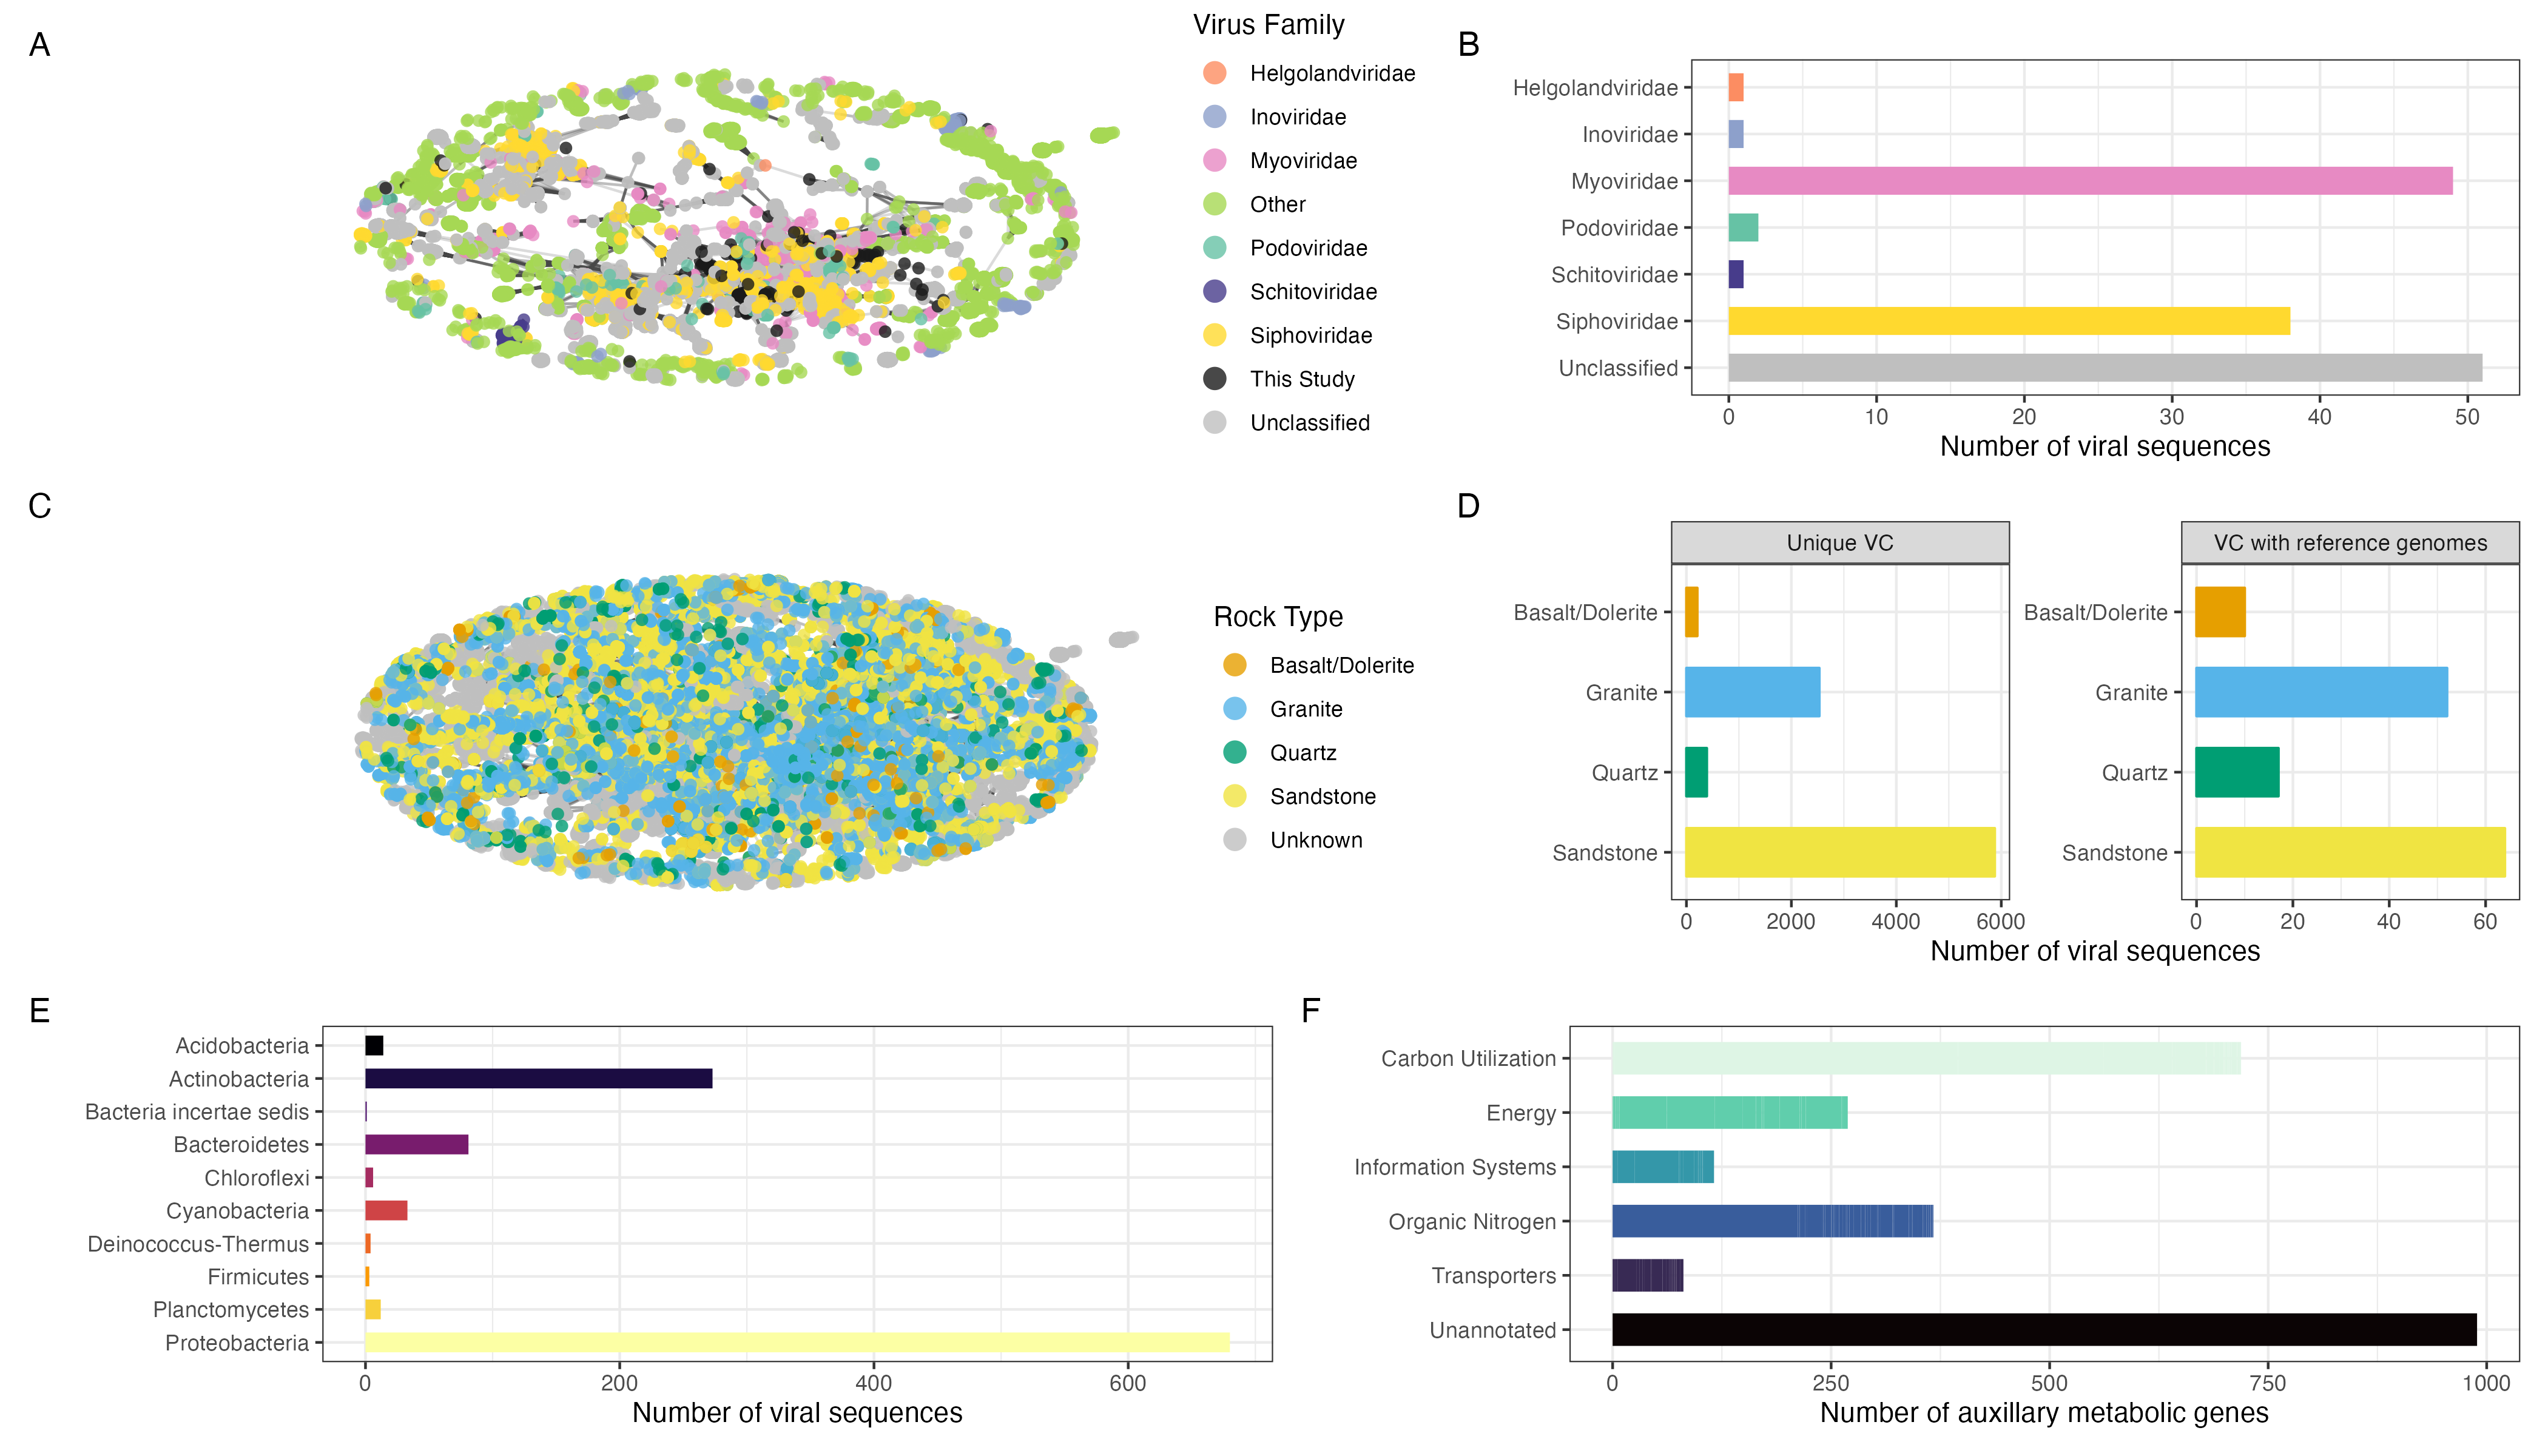 A
Virus Family
Helgolandviridae
Inoviridae
Myoviridae
Other
Podoviridae
Schitoviridae
Siphoviridae
This Study
Unclassified
B
Helgolandviridae
Inoviridae
Myoviridae
Podoviridae
Schitoviridae
Siphoviridae
Unclassified
0 10 20 30 40 50
Number of viral sequences
C
Rock Type
Basalt/Dolerite
Granite
Quartz
Sandstone
Unknown
D
Unique VC
Basalt/Dolerite
Granite
Quartz
Sandstone
0 2000 4000 6000
VC with reference genomes
Basalt/Dolerite
Granite
Quartz
Sandstone
0 20 40 60
Number of viral sequences
E
Acidobacteria
Actinobacteria
Bacteria incertae sedis
Bacteroidetes
Chloroflexi
Cyanobacteria
Deinococcus-Thermus
Firmicutes
Planctomycetes
Proteobacteria
0 200 400 600
Number of viral sequences
F
Carbon Utilization
Energy
Information Systems
Organic Nitrogen
Transporters
Unannotated
0 250 500 750 1000
Number of auxillary metabolic genes